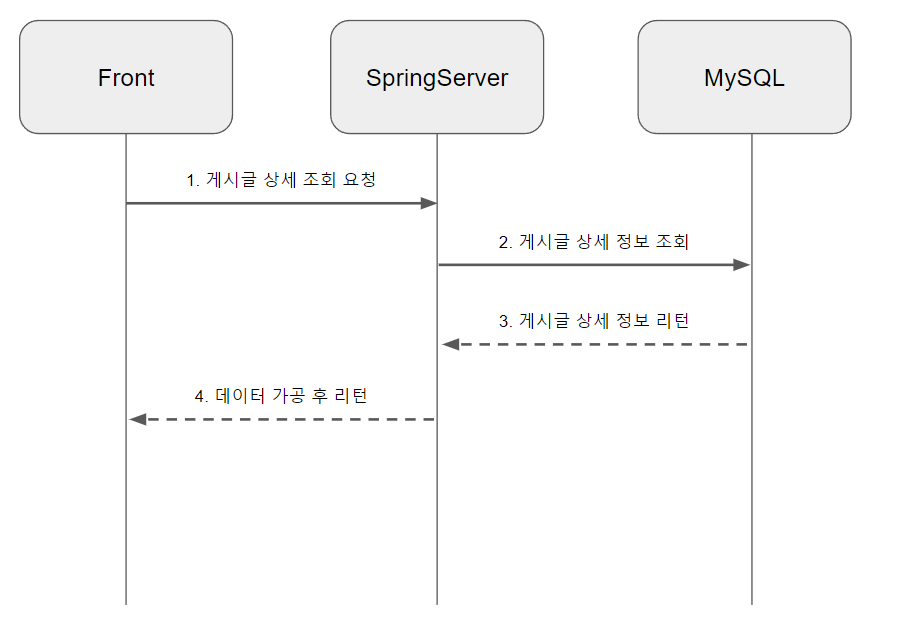 Front
SpringServer
MySQL
1. 게시글 상세 조회 요청
2. 게시글 상세 정보 조회
3. 게시글 상세 정보 리턴
4. 데이터 가공 후 리턴